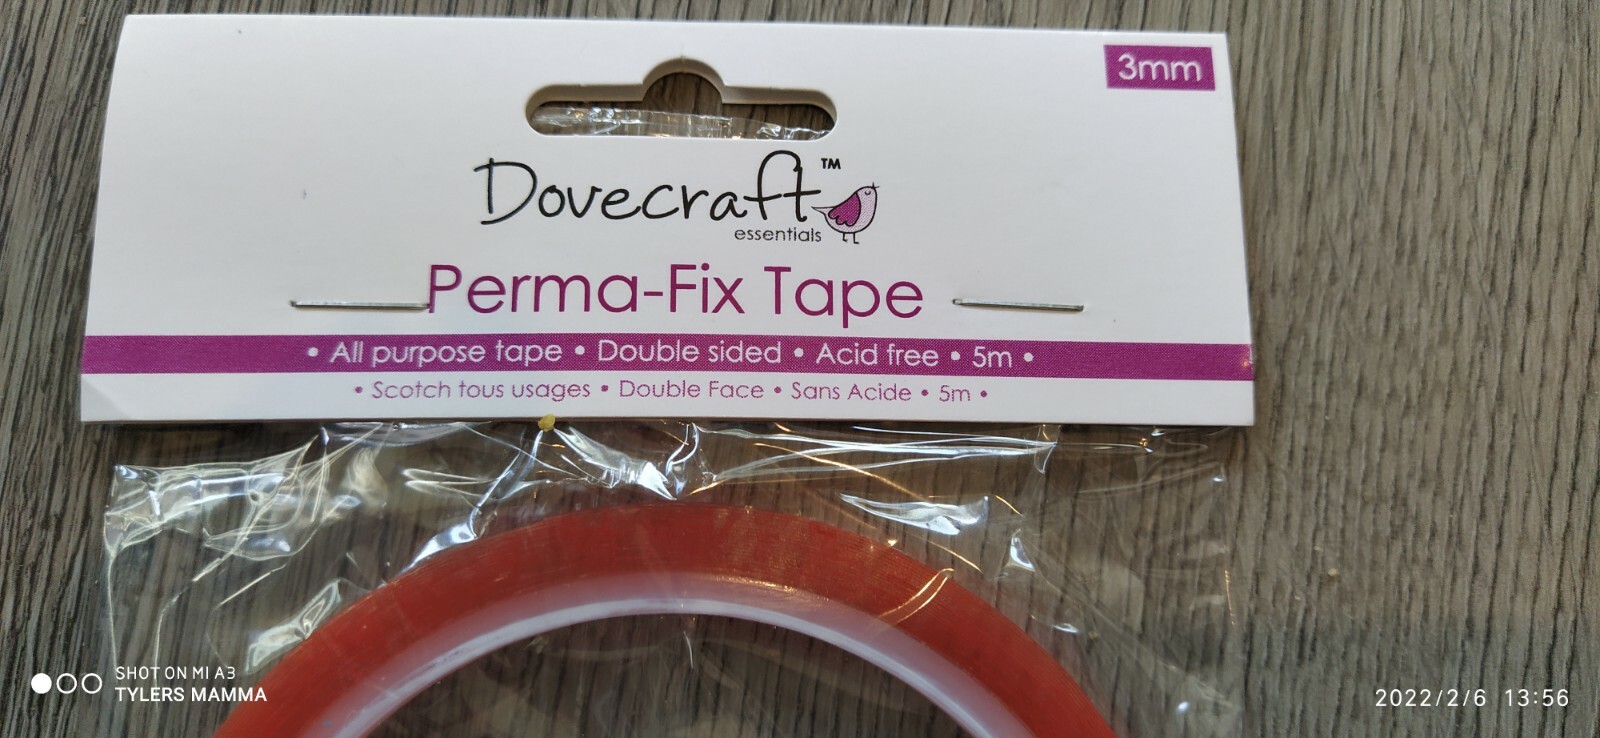 3mm
Dovecraft™
essentials
Perma-Fix Tape
• All purpose tape • Double sided • Acid free • 5m •
• Scotch tous usages • Double Face • Sans Acide • 5m •
SHOT ON MI A3
TYLERS MAMMA
2022/2/6 13:56